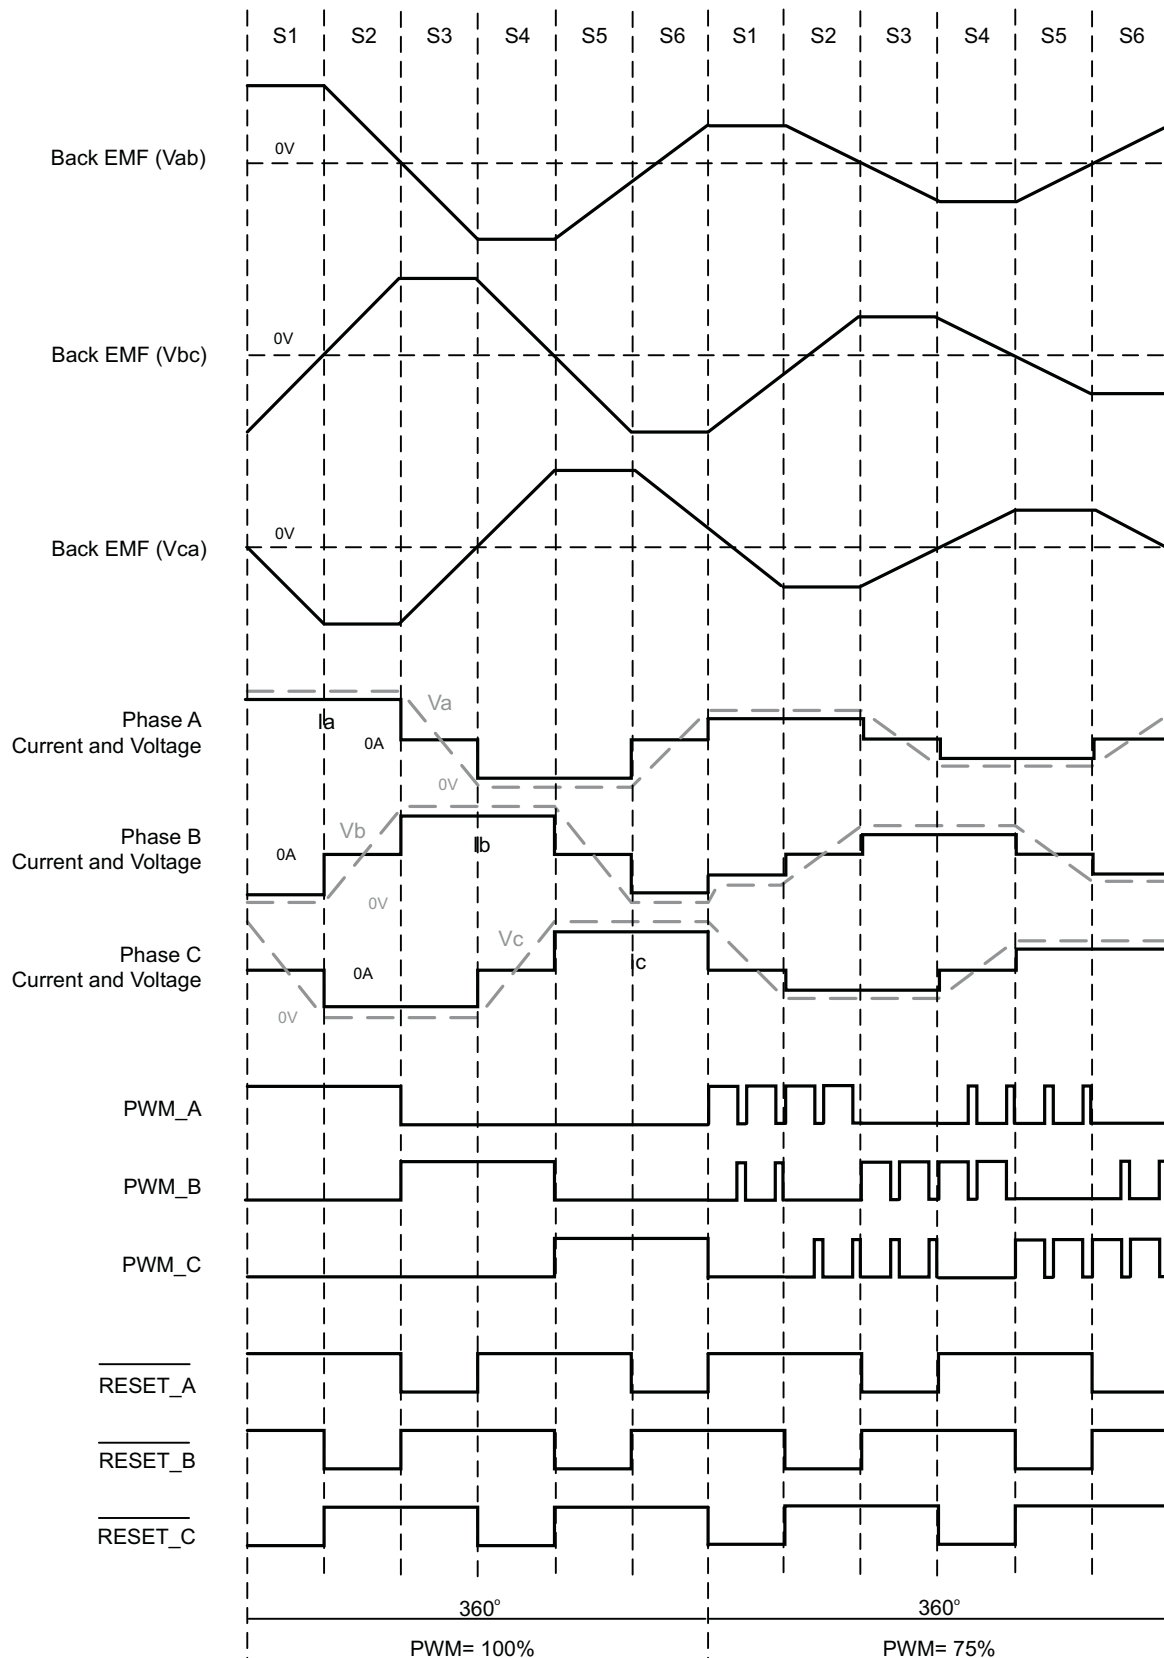 S1 S2 S3 S4 S5 S6 S1 S2 S3 S4 S5 S6
Back EMF (Vab)
0V
Back EMF (Vbc)
0V
Back EMF (Vca)
0V
Phase A
Current and Voltage
Ia
0A
Va
0V
Phase B
Current and Voltage
0A
Vb
0V
Ib
Phase C
Current and Voltage
0V
0A
Vc
Ic
PWM_A
PWM_B
PWM_C
RESET_A
RESET_B
RESET_C
360° 360°
PWM= 100% PWM= 75%